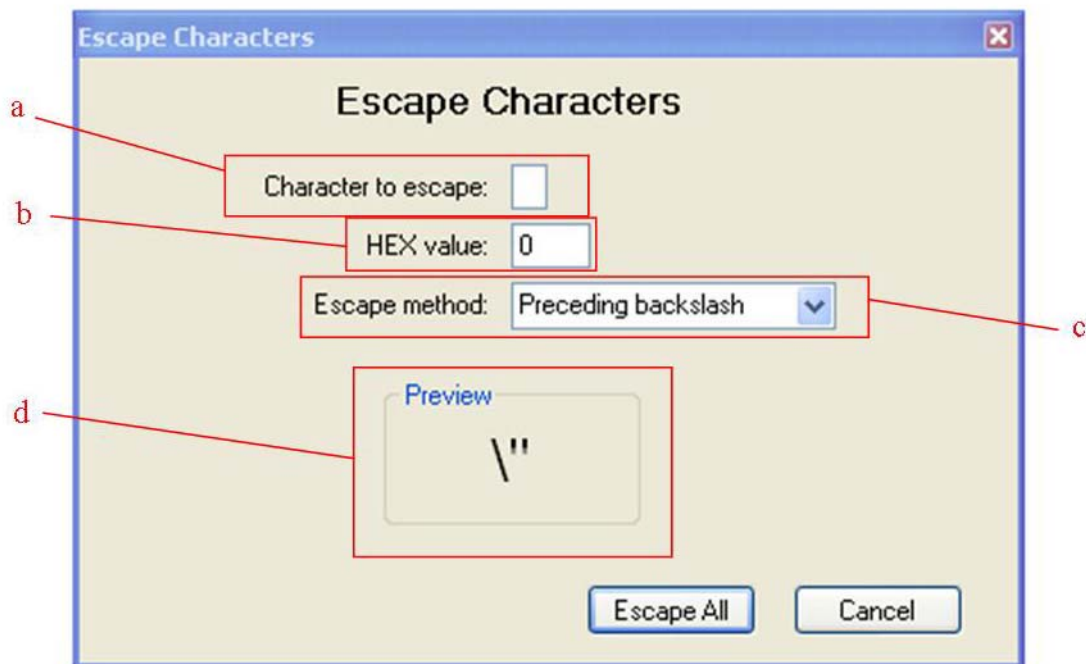 Escape Characters
Escape Characters
a
Character to escape:
b
HEX value: 0
Escape method: Preceding backslash
c
Preview
d
\"
Escape All Cancel